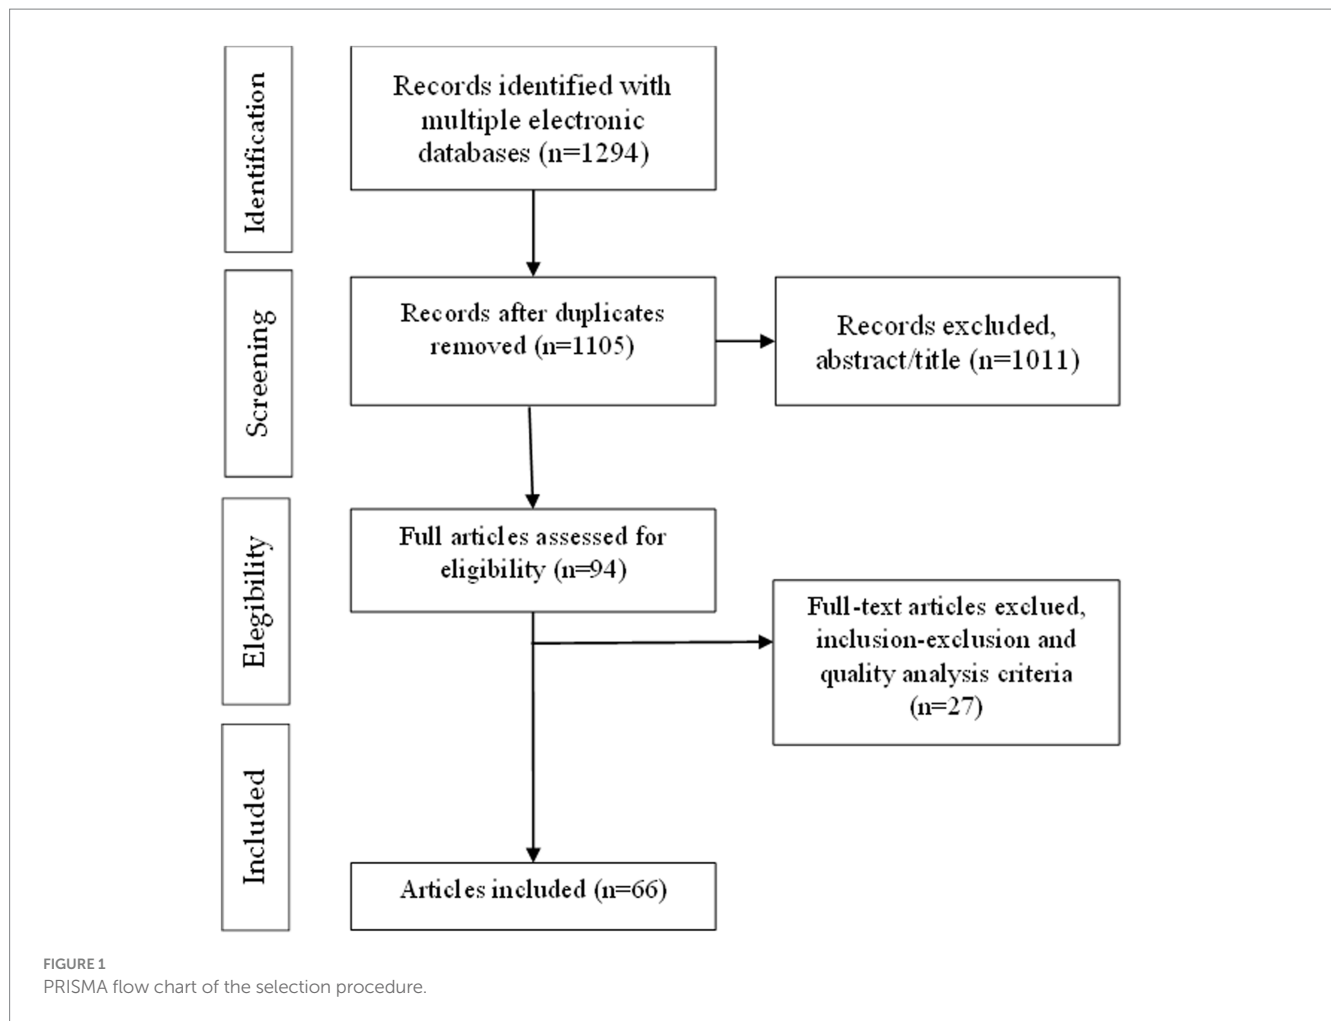 Identification
Records identified with
multiple electronic
databases (n=1294)
Screening
Records after duplicates
removed (n=1105)
Records excluded,
abstract/title (n=1011)
Elegibility
Full articles assessed for
eligibility (n=94)
Full-text articles exclued,
inclusion-exclusion and
quality analysis criteria
(n=27)
Included
Articles included (n=66)
FIGURE 1
PRISMA flow chart of the selection procedure.